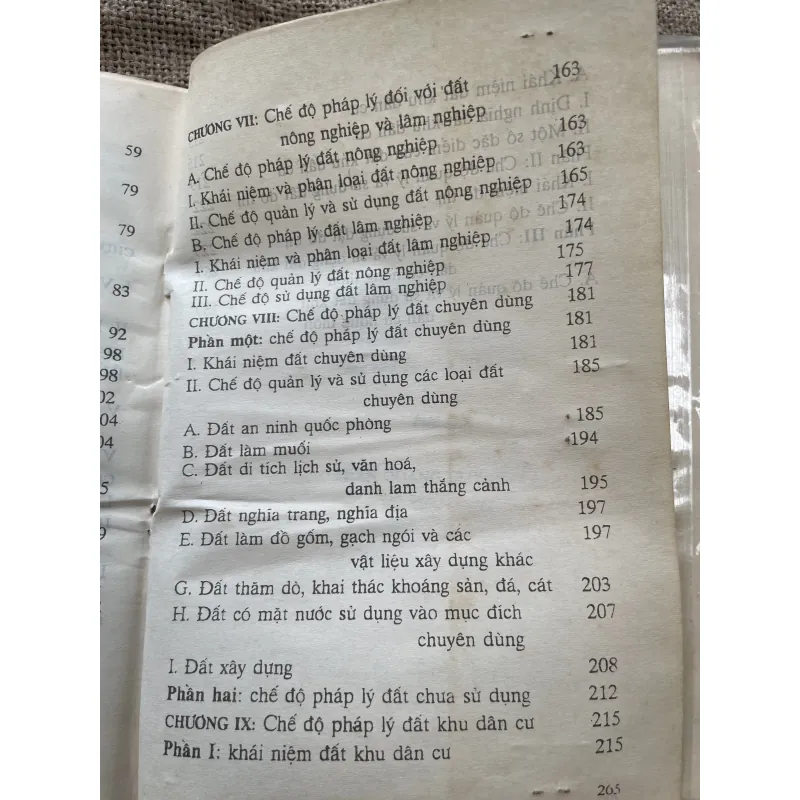 59
79
79
83
92
98
98
02
04
04
5
9
CHƯƠNG VII: Chế độ pháp lý đối với đất 163
nông nghiệp và lâm nghiệp
A. Chế độ pháp lý đất nông nghiệp 163
I. Khái niệm và phân loại đất nông nghiệp 163
II. Chế độ quản lý và sử dụng đất nông nghiệp 165
B. Chế độ pháp lý đất lâm nghiệp 174
I. Khái niệm và phân loại đất lâm nghiệp 174
II. Chế độ quản lý đất nông nghiệp 175
III. Chế độ sử dụng đất lâm nghiệp 177
CHƯƠNG VIII: Chế độ pháp lý đất chuyên dùng 181
Phần một: chế độ pháp lý đất chuyên dùng 181
I. Khái niệm đất chuyên dùng 181
II. Chế độ quản lý và sử dụng các loại đất 185
chuyên dùng
A. Đất an ninh quốc phòng 185
B. Đất làm muối 194
C. Đất di tích lịch sử, văn hoá,
danh lam thắng cảnh 195
D. Đất nghĩa trang, nghĩa địa 197
E. Đất làm đồ gốm, gạch ngói và các 197
vật liệu xây dựng khác
G. Đất thăm dò, khai thác khoáng sản, đá, cát 203
H. Đất có mặt nước sử dụng vào mục đích 207
chuyên dùng
I. Đất xây dựng 208
Phần hai: chế độ pháp lý đất chưa sử dụng 212
CHƯƠNG IX: Chế độ pháp lý đất khu dân cư 215
Phần I: khái niệm đất khu dân cư 215
265